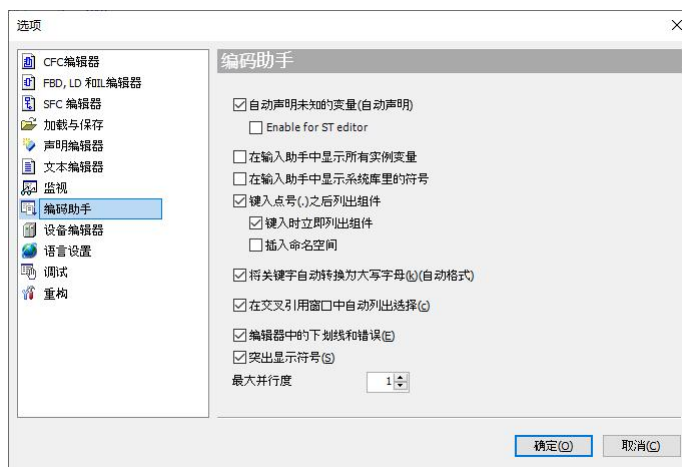 选项
CFC编辑器
FBD, LD 和IL编辑器
SFC 编辑器
加载与保存
声明编辑器
文本编辑器
监视
编码助手
设备编辑器
语言设置
调试
重构
编码助手
自动声明未知的变量(自动声明)
Enable for ST editor
在输入助手中显示所有实例变量
在输入助手中显示系统库里的符号
键入点号(.)之后列出组件
键入时立即列出组件
插入命名空间
将关键字自动转换为大写字母(k)(自动格式)
在交叉引用窗口中自动列出选择(c)
编辑器中的下划线和错误(E)
突出显示符号(S)
最大并行度 1
确定(O) 取消(C)